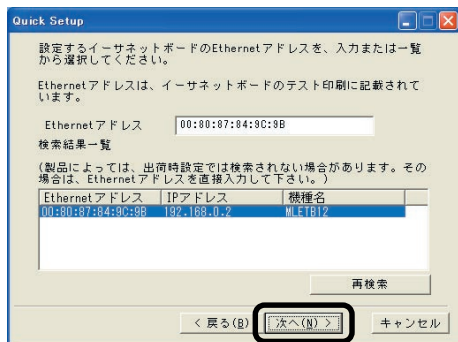 Quick Setup
設定するイーサネットボードのEthernetアドレスを、入力または一覧
から選択してください。
Ethernetアドレスは、イーサネットボードのテスト印刷に記載されて
います。
Ethernetアドレス 00:80:87:84:9C:9B
検索結果一覧
(製品によっては、出荷時設定では検索されない場合があります。その
場合は、Ethernetアドレスを直接入力して下さい。)
Ethernetアドレス IPアドレス 機種名
00:80:87:84:9C:9B 192.168.0.2 MLETB12
再検索
< 戻る(B) 次へ(N) > キャンセル